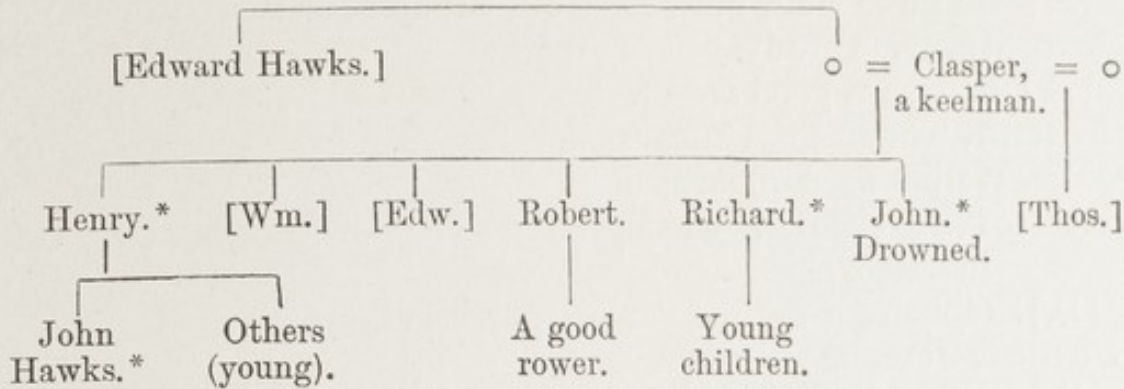 [Edward Hawks.] ○ = Clasper, = ○
a keelman.
Henry.* [Wm.] [Edw.] Robert. Richard.* John.* [Thos.]
Drowned.
John Others A good Young
Hawks.* (young). rower. children.